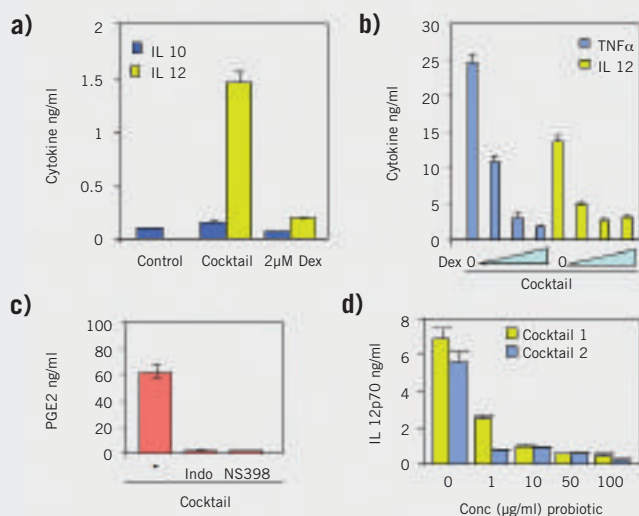 a)
IL 10
IL 12
Cytokine ng/ml
2
1.5
1
0.5
0
Control Cocktail 2µM Dex
b)
TNFα
IL 12
Cytokine ng/ml
30
25
20
15
10
5
0
Dex 0 0
Cocktail
c)
PGE2 ng/ml
100
80
60
40
20
0
- Indo NS398
Cocktail
d)
Cocktail 1
Cocktail 2
IL 12p70 ng/ml
8
6
4
2
0
0 1 10 50 100
Conc (µg/ml) probiotic